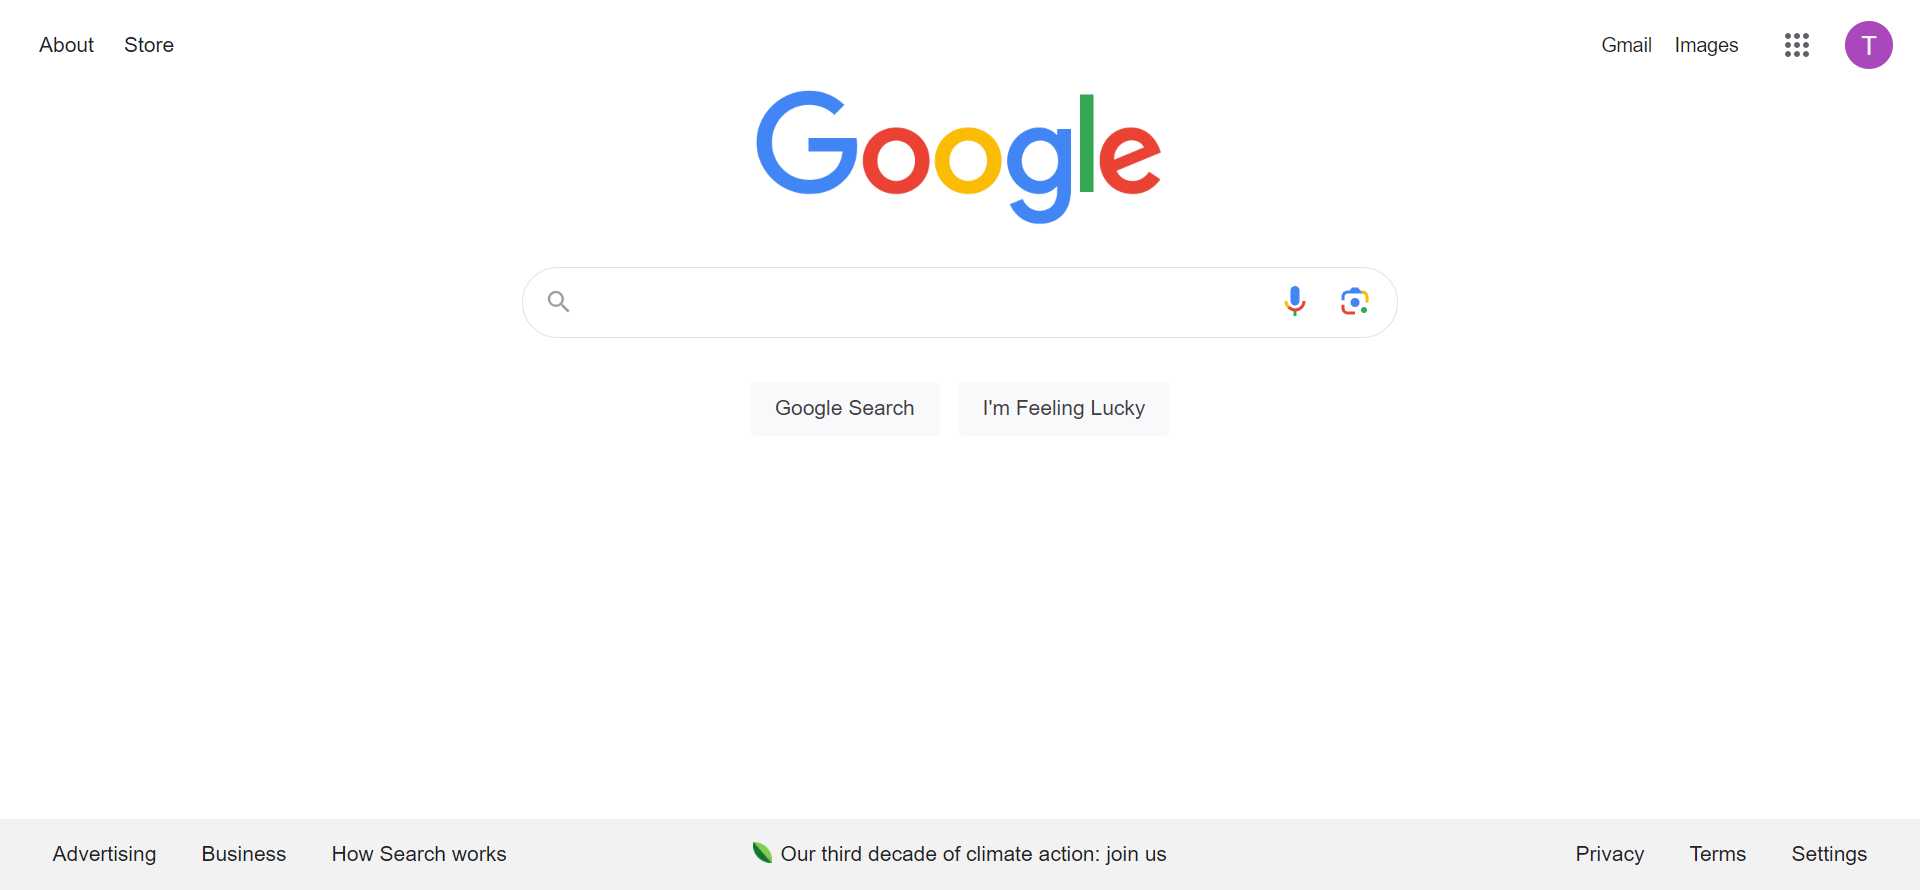 About Store
Gmail Images
T
Google
Google Search
I'm Feeling Lucky
Advertising Business How Search works
Our third decade of climate action: join us
Privacy Terms Settings